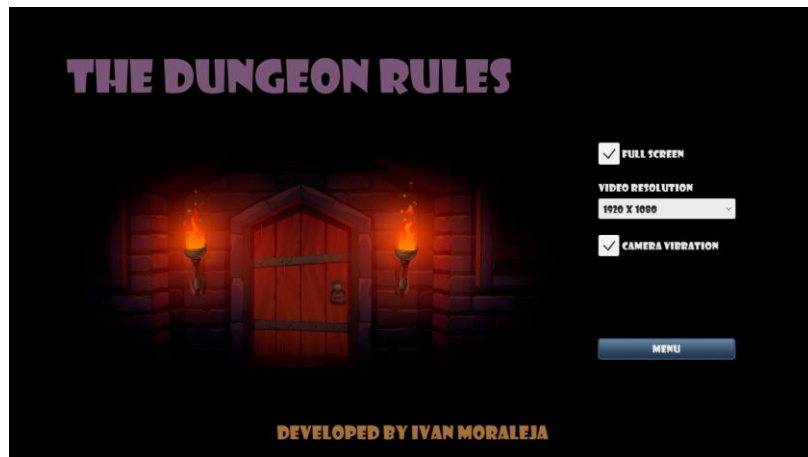 THE DUNGEON RULES
FULL SCREEN
VIDEO RESOLUTION
1920 X 1080
CAMERA VIBRATION
MENU
DEVELOPED BY IVAN MORALEJA